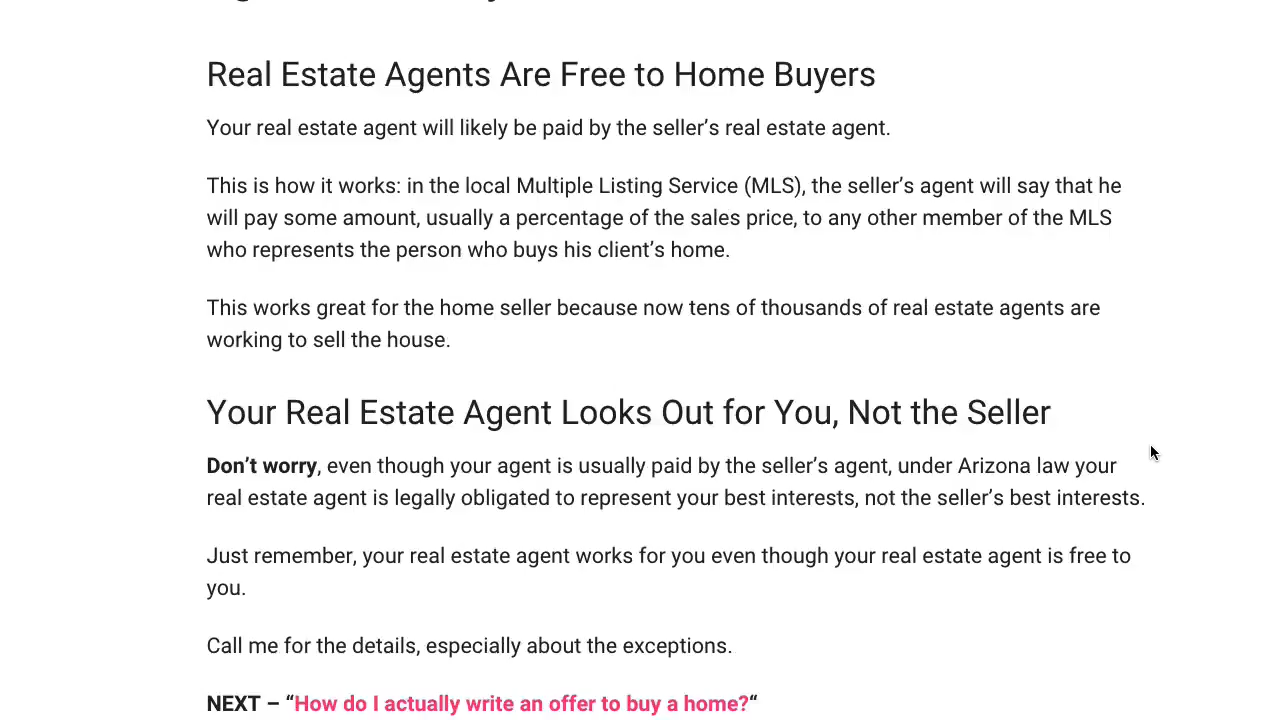 Real Estate Agents Are Free to Home Buyers
Your real estate agent will likely be paid by the seller’s real estate agent.
This is how it works: in the local Multiple Listing Service (MLS), the seller’s agent will say that he
will pay some amount, usually a percentage of the sales price, to any other member of the MLS
who represents the person who buys his client’s home.
This works great for the home seller because now tens of thousands of real estate agents are
working to sell the house.
Your Real Estate Agent Looks Out for You, Not the Seller
Don’t worry, even though your agent is usually paid by the seller’s agent, under Arizona law your
real estate agent is legally obligated to represent your best interests, not the seller’s best interests.
Just remember, your real estate agent works for you even though your real estate agent is free to
you.
Call me for the details, especially about the exceptions.
NEXT – “How do I actually write an offer to buy a home?“